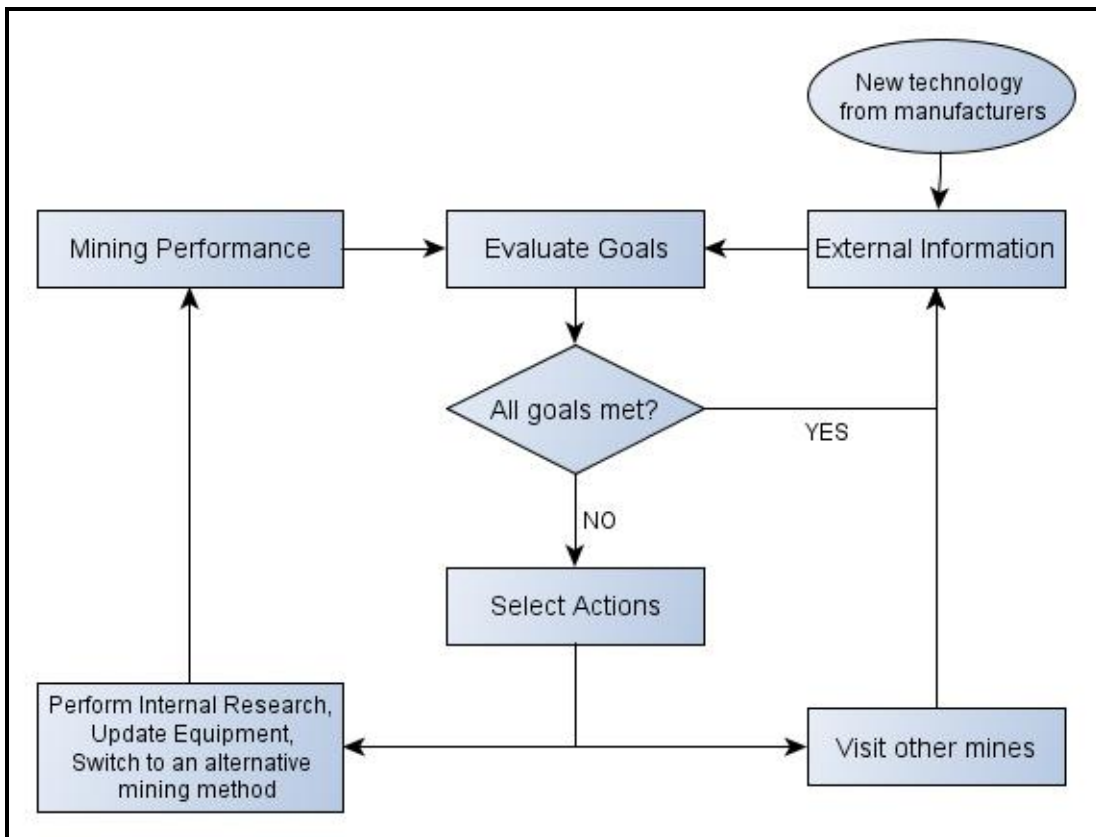 New technology
from manufacturers
Mining Performance
Evaluate Goals
External Information
All goals met?
YES
NO
Select Actions
Perform Internal Research,
Update Equipment,
Switch to an alternative
mining method
Visit other mines